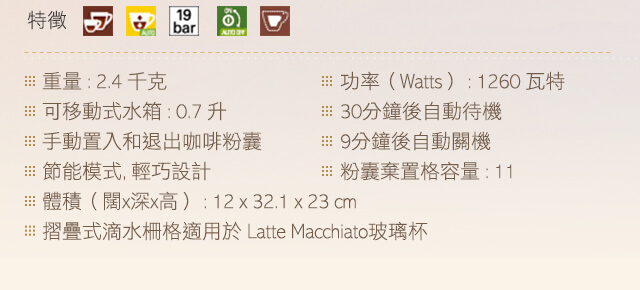 特徵 AUTO 19 bar ON AUTO OFF
重量 : 2.4 千克
功率（Watts）: 1260 瓦特
可移動式水箱 : 0.7 升
30分鐘後自動待機
手動置入和退出咖啡粉囊
9分鐘後自動關機
節能模式, 輕巧設計
粉囊棄置格容量 : 11
體積（闊x深x高）: 12 x 32.1 x 23 cm
摺疊式滴水柵格適用於 Latte Macchiato玻璃杯